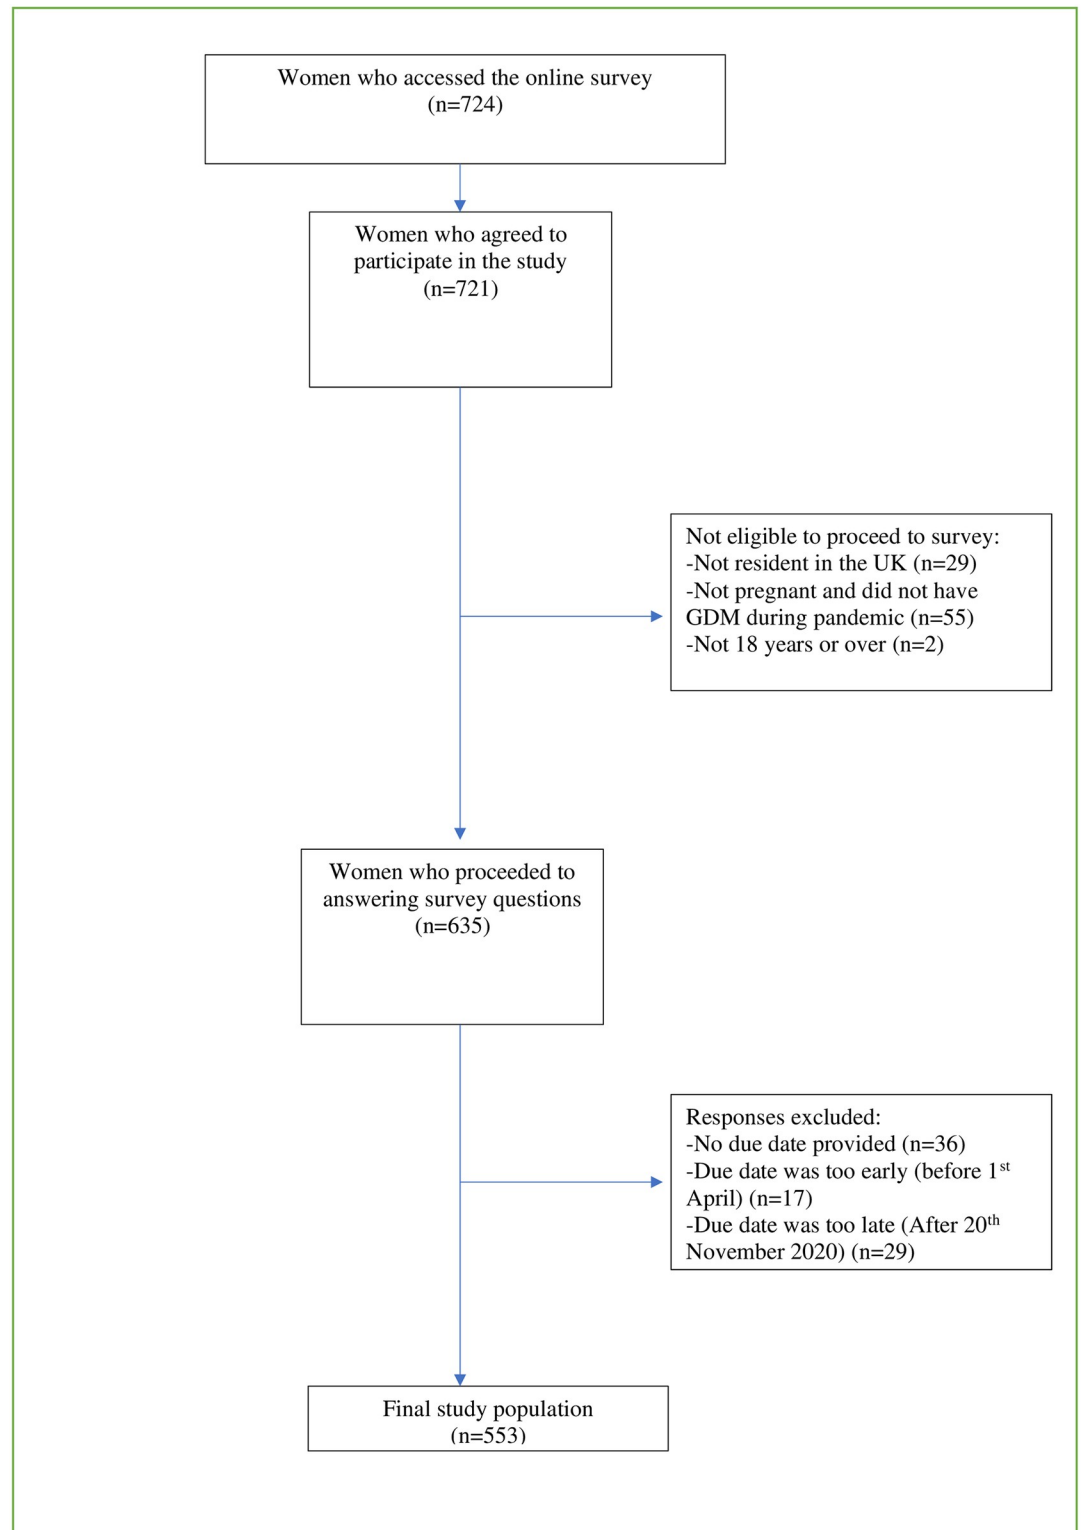 Women who accessed the online survey
(n=724)
Women who agreed to
participate in the study
(n=721)
Not eligible to proceed to survey:
-Not resident in the UK (n=29)
-Not pregnant and did not have
GDM during pandemic (n=55)
-Not 18 years or over (n=2)
Women who proceeded to
answering survey questions
(n=635)
Responses excluded:
-No due date provided (n=36)
-Due date was too early (before 1st
April) (n=17)
-Due date was too late (After 20th
November 2020) (n=29)
Final study population
(n=553)